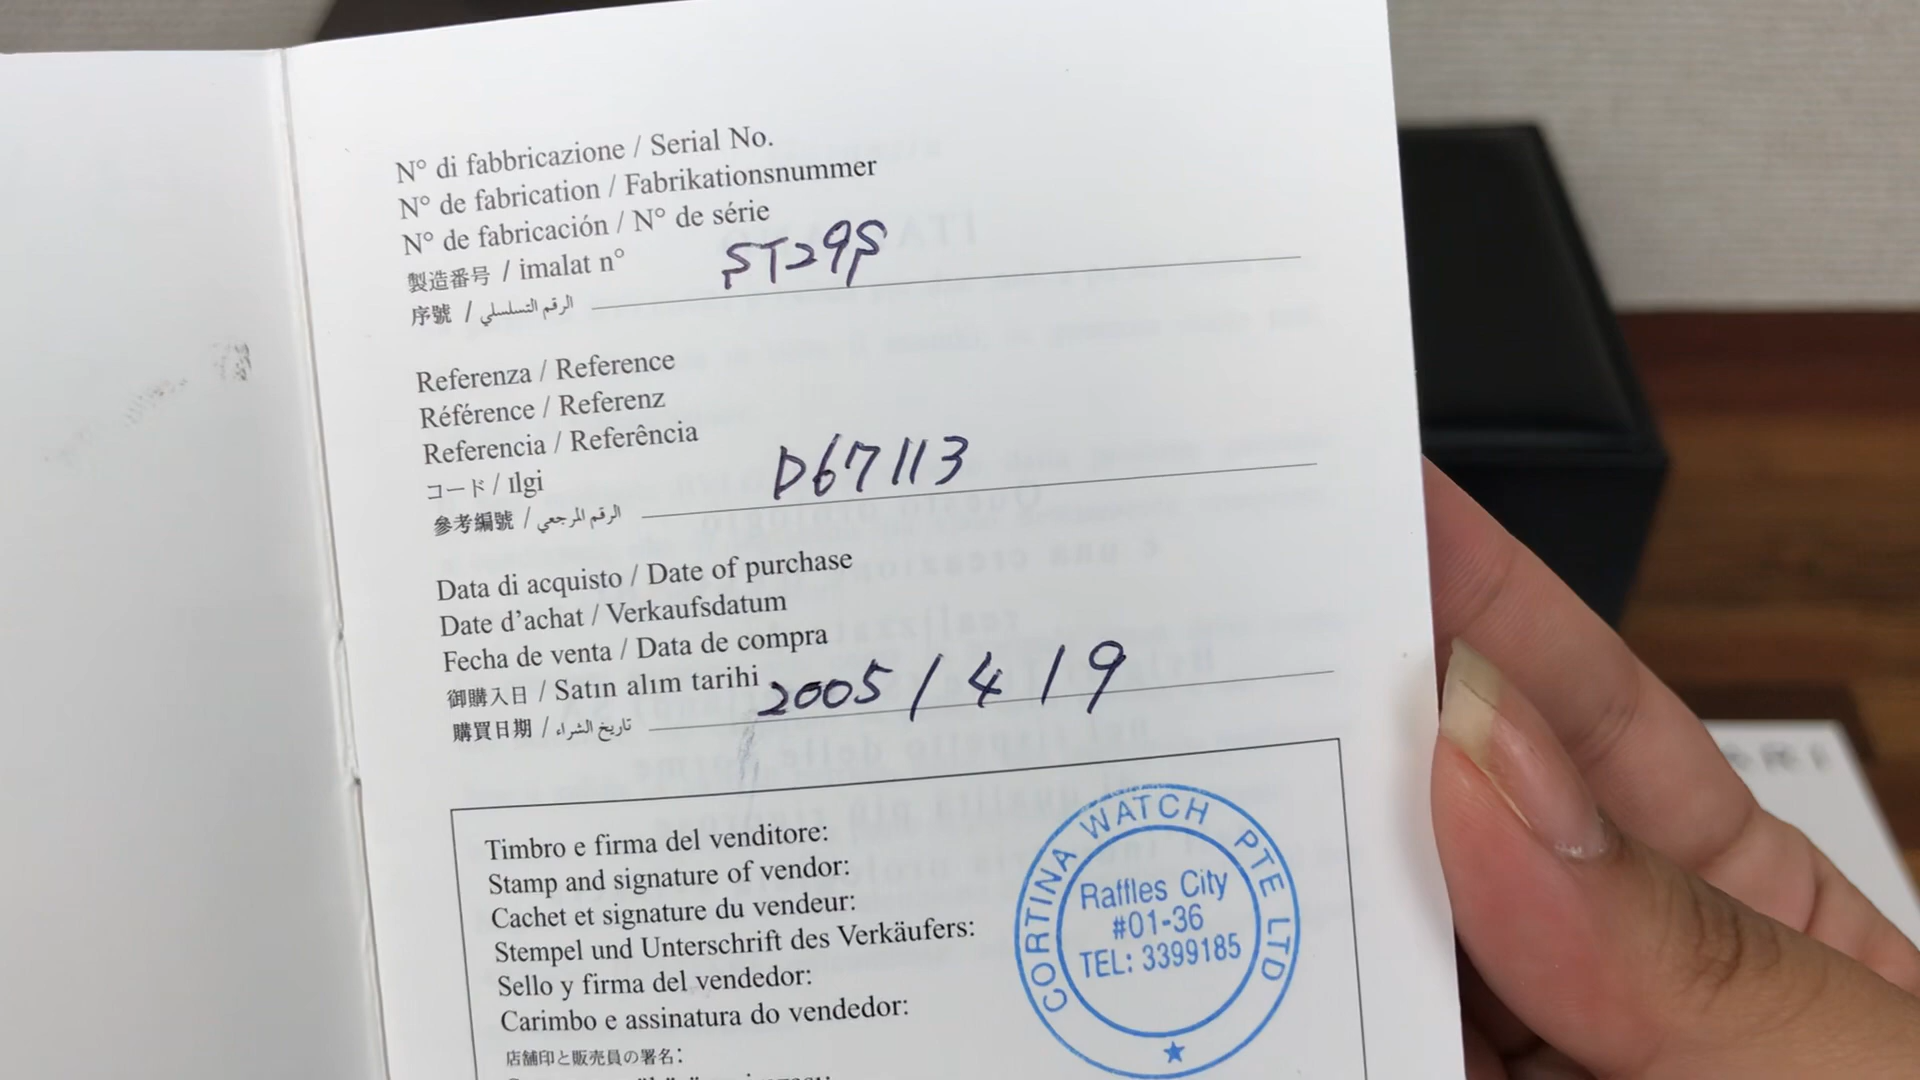 N° di fabbricazione / Serial No.
N° de fabrication / Fabrikationsnummer
N° de fabricación / N° de série
製造番号 / imalat n°
序號 / الرقم التسلسلي
ST29S
Referenza / Reference
Référence / Referenz
Referencia / Referência
コード / ılgi
參考編號 / الرقم المرجعي
D67113
Data di acquisto / Date of purchase
Date d'achat / Verkaufsdatum
Fecha de venta / Data de compra
御購入日 / Satın alım tarihi
購買日期 / تاريخ الشراء
2005/4/9
Timbro e firma del venditore:
Stamp and signature of vendor:
Cachet et signature du vendeur:
Stempel und Unterschrift des Verkäufers:
Sello y firma del vendedor:
Carimbo e assinatura do vendedor:
店舗印と販売員の署名:
CORTINA WATCH PTE LTD
Raffles City
#01-36
TEL: 3399185